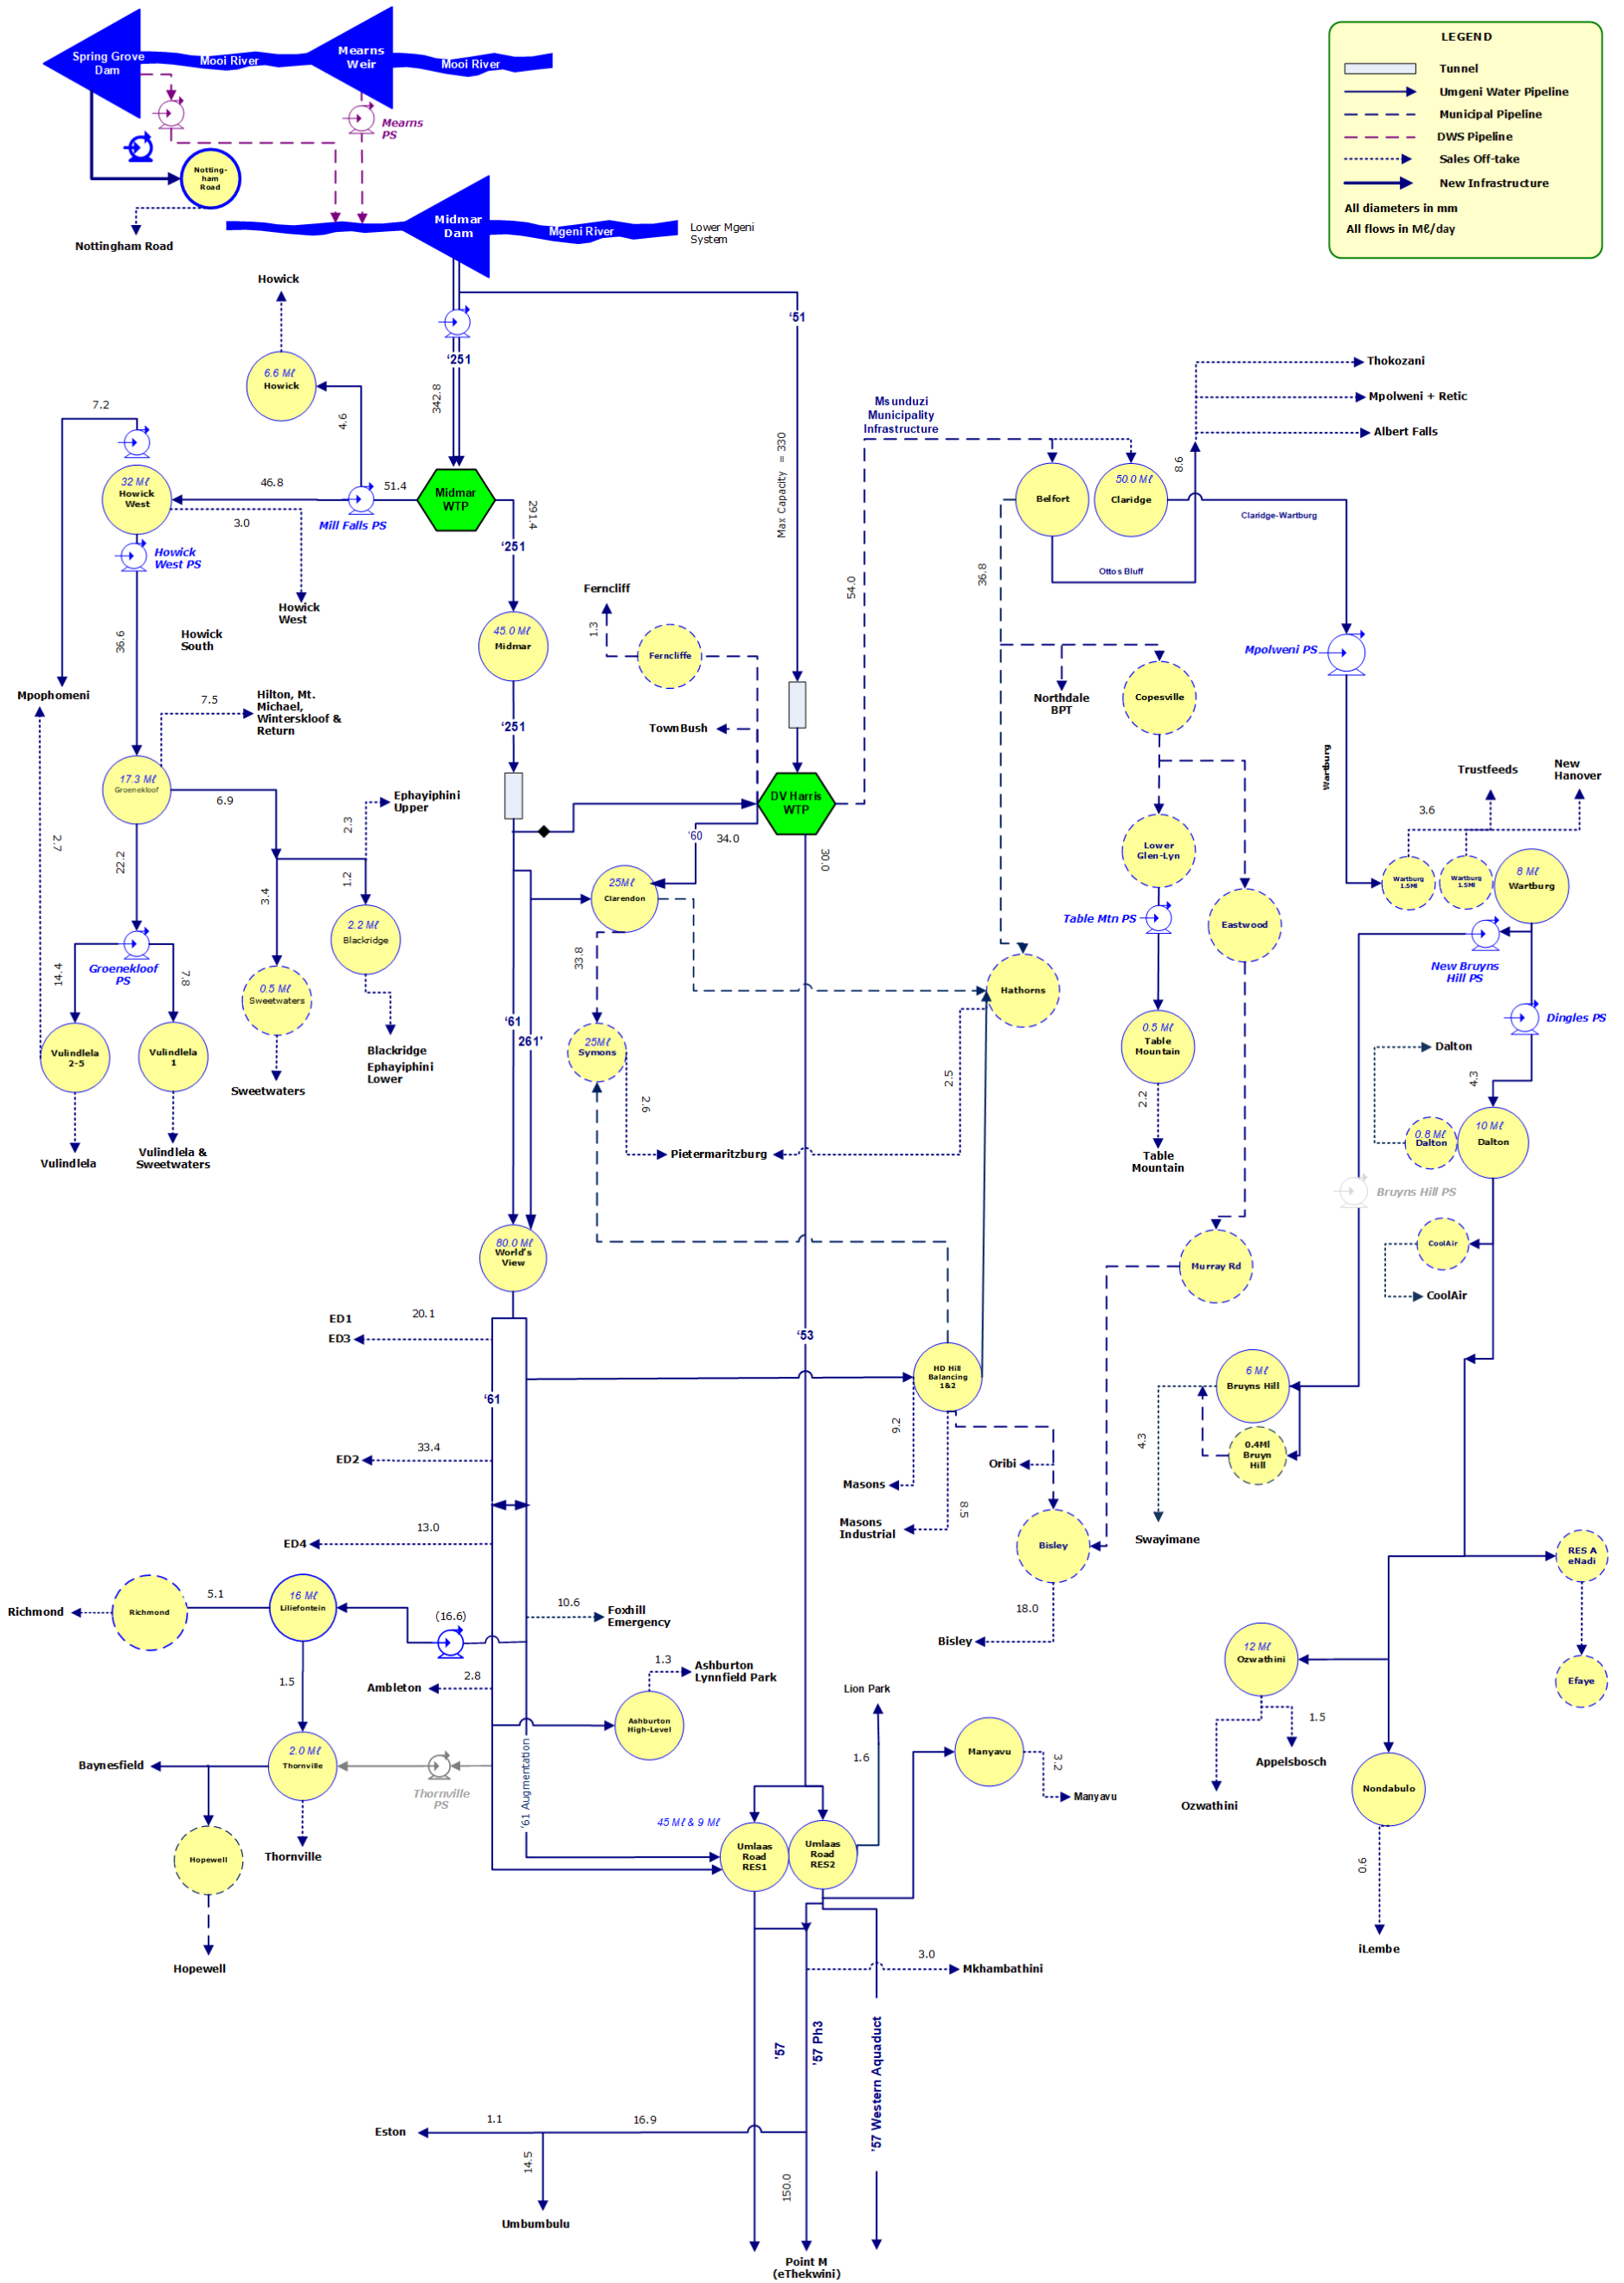 Spring Grove
Dam
Mooi River
Mearns
Weir
Mooi River
Mearns
PS
Notting-
ham
Road
Nottingham Road
Midmar
Dam
Mgeni River
Lower Mgeni
System
LEGEND
Tunnel
Umgeni Water Pipeline
Municipal Pipeline
DWS Pipeline
Sales Off-take
New Infrastructure
All diameters in mm
All flows in Mℓ/day
Howick
6.6 Mℓ
Howick
4.6
‘251
342.8
‘51
Max Capacity = 330
7.2
32 Mℓ
Howick
West
46.8
51.4
Mill Falls PS
3.0
Midmar
WTP
291.4
‘251
Howick
West PS
Howick
West
36.6
Howick
South
45.0 Mℓ
Midmar
‘251
Mpophomeni
7.5
Hilton, Mt.
Michael,
Winterskloof &
Return
17.3 Mℓ
Groenekloof
6.9
2.7
22.2
2.3
Ephayiphini
Upper
3.4
1.2
2.2 Mℓ
Blackridge
Groenekloof
PS
14.4
7.8
0.5 Mℓ
Sweetwaters
Vulindlela
2-5
Vulindlela
1
Sweetwaters
Blackridge
Ephayiphini
Lower
Vulindlela
Vulindlela &
Sweetwaters
Msunduzi
Municipality
Infrastructure
54.0
Ferncliff
1.3
Ferncliffe
TownBush
DV Harris
WTP
‘60
34.0
30.0
25Mℓ
Clarendon
33.8
‘61
261'
25Mℓ
Symons
2.6
Pietermaritzburg
2.5
Hathorns
Belfort
50.0 Mℓ
Claridge
36.8
Ottos Bluff
8.6
Thokozani
Mpolweni + Retic
Albert Falls
Claridge-Wartburg
Mpolweni PS
Northdale
BPT
Copesville
Lower
Glen-Lyn
Table Mtn PS
Eastwood
0.5 Mℓ
Table
Mountain
2.2
Table
Mountain
Murray Rd
Wartburg
Trustfeeds
New
Hanover
3.6
Wartburg
1.5Ml
Wartburg
1.5Ml
8 Mℓ
Wartburg
New Bruyns
Hill PS
Dingles PS
Dalton
4.3
0.8 Mℓ
Dalton
10 Mℓ
Dalton
Bruyns Hill PS
CoolAir
CoolAir
6 Mℓ
Bruyns Hill
0.4Ml
Bruyn
Hill
4.3
Swayimane
RES A
eNadi
Efaye
12 Mℓ
Ozwathini
1.5
Appelsbosch
Ozwathini
Nondabulo
0.6
iLembe
80.0 Mℓ
World's
View
ED1
ED3
20.1
‘61
‘53
HD Hill
Balancing
1&2
9.2
Masons
8.5
Masons
Industrial
Oribi
Bisley
18.0
Bisley
ED2
33.4
ED4
13.0
Richmond
Richmond
5.1
16 Mℓ
Liliefontein
(16.6)
10.6
Foxhill
Emergency
1.5
Ambleton
2.8
1.3
Ashburton
Lynnfield Park
Ashburton
High-Level
Baynesfield
2.0 Mℓ
Thornville
Thornville
PS
‘61 Augmentation
Hopewell
Thornville
Hopewell
Lion Park
1.6
Manyavu
3.2
Manyavu
45 Mℓ & 9 Mℓ
Umlaas
Road
RES1
Umlaas
Road
RES2
3.0
Mkhambathini
’57
’57 Ph3
’57 Western Aquaduct
Eston
1.1
16.9
14.5
Umbumbulu
150.0
Point M
(eThekwini)